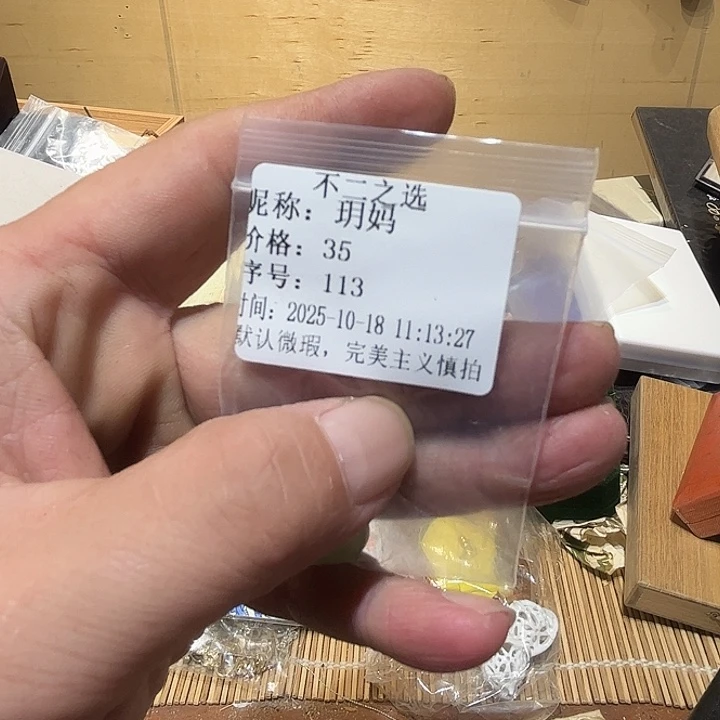 不二之选
昵称：玥妈
价格：35
序号：113
时间：2025-10-18 11:13:27
默认微瑕，完美主义慎拍